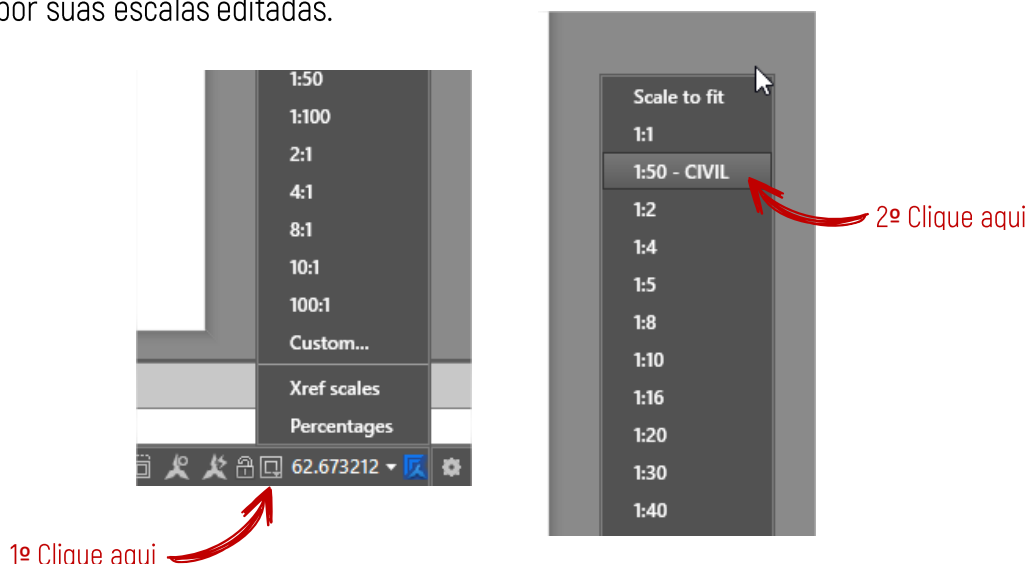 por suas escalas editadas.
1:50
1:100
2:1
4:1
8:1
10:1
100:1
Custom...
Xref scales
Percentages
62.673212
1º Clique aqui
Scale to fit
1:1
1:50 - CIVIL
1:2
1:4
1:5
1:8
1:10
1:16
1:20
1:30
1:40
2º Clique aqui